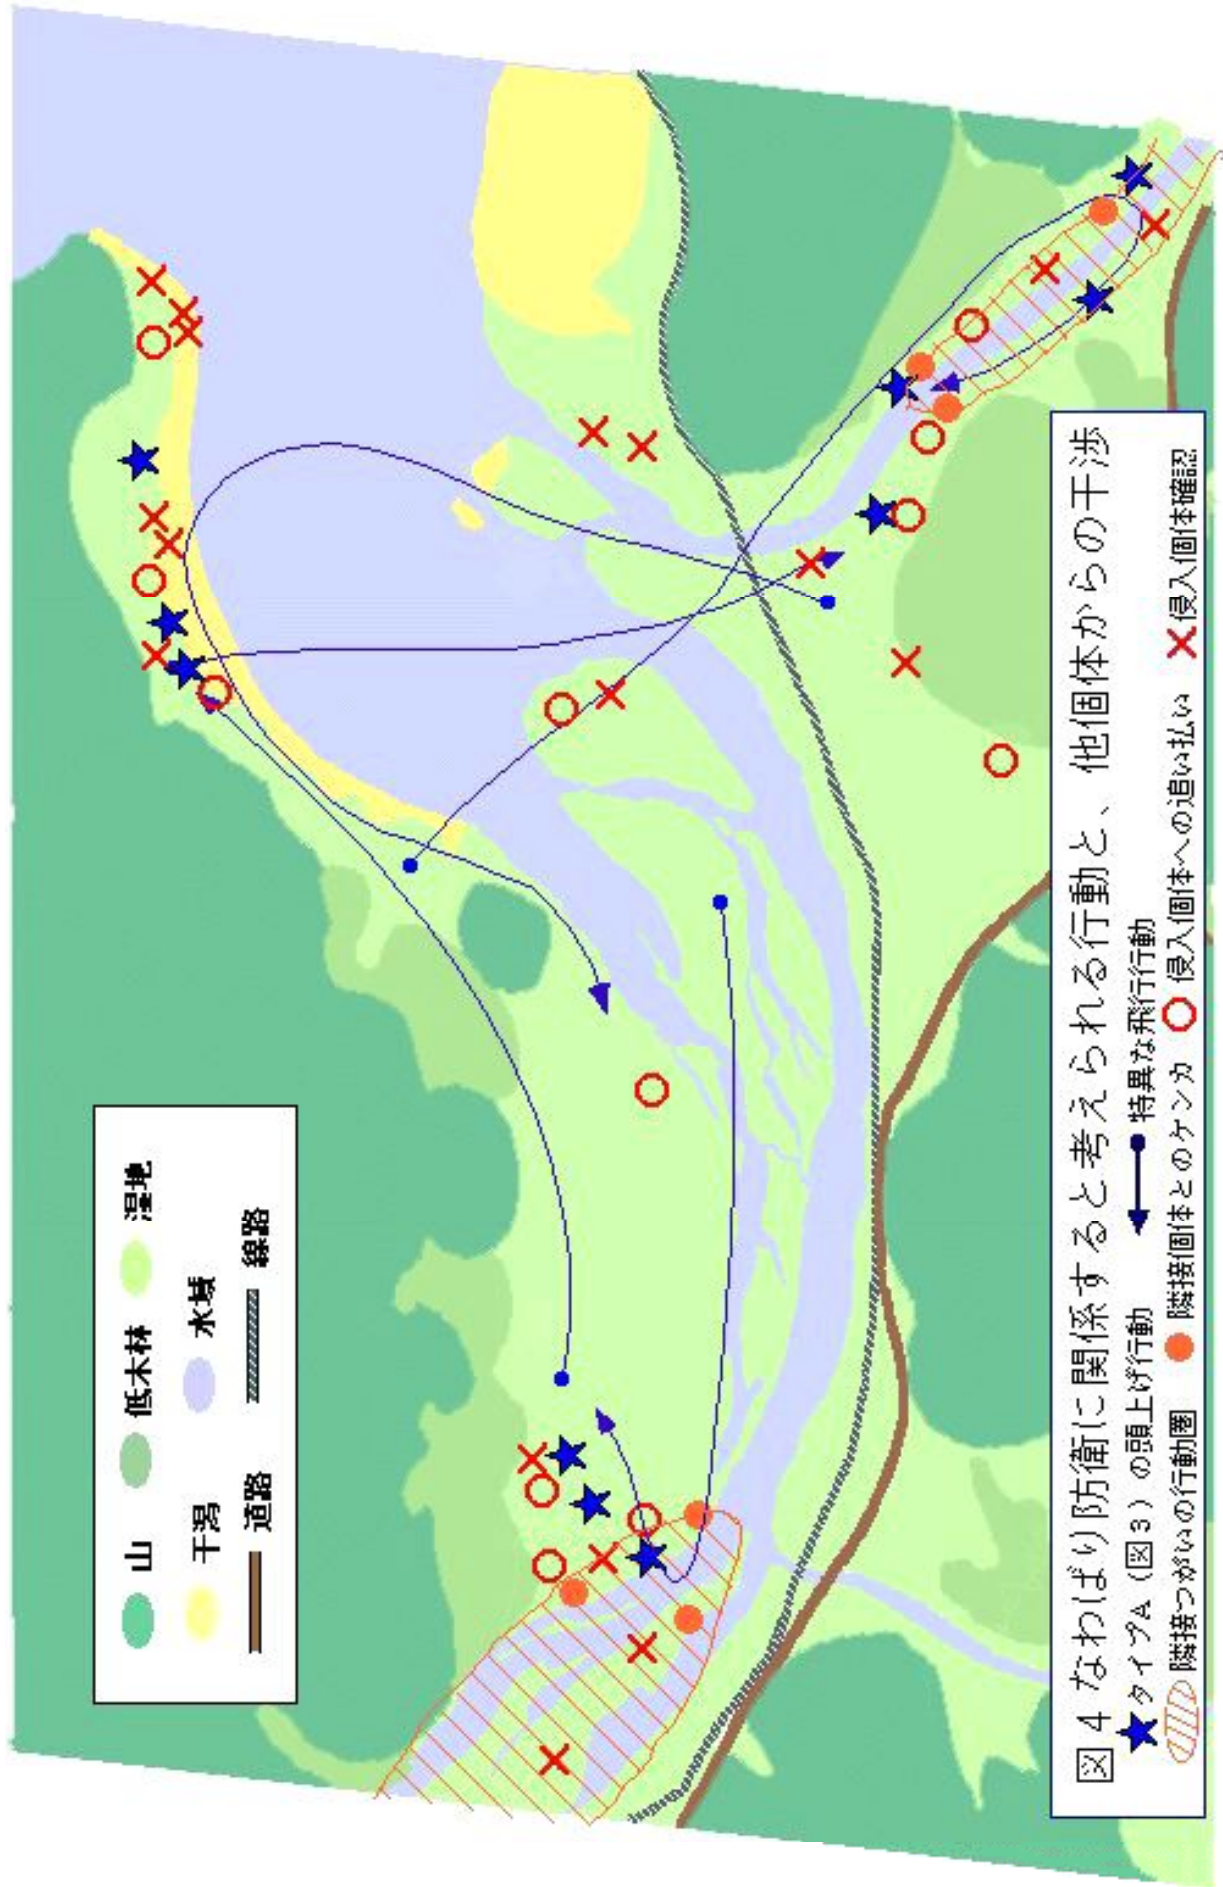 山 低木林 湿地
干潟 水域
道路 線路
図4 なわばり防衛に関係すると考えられる行動と、他個体からの干渉
タイプA（図3）の頭上げ行動 特異な飛行行動
隣接つがいの行動圏 隣接個体とのケンカ 侵入個体への追い払い 侵入個体確認